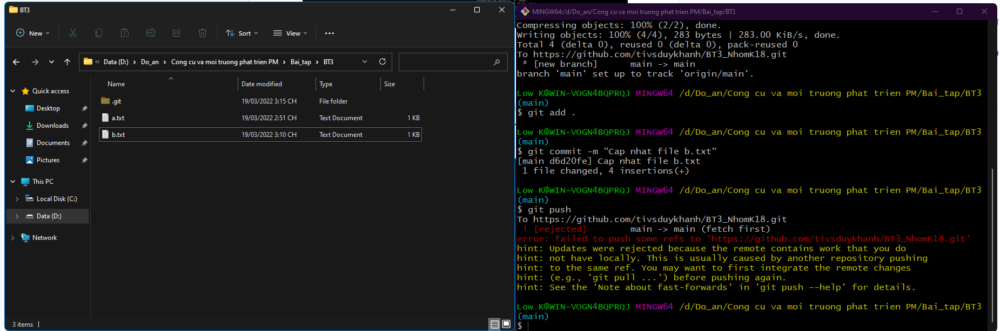 BT3
New
Sort
View
Data (D:)
Do_an
Cong cu va moi truong phat trien PM
Bai_tap
BT3
Name
Date modified
Type
Size
Quick access
Desktop
Downloads
Documents
Pictures
This PC
Local Disk (C:)
Data (D:)
Network
.git 19/03/2022 3:15 CH File folder
a.txt 19/03/2022 2:51 CH Text Document 1 KB
b.txt 19/03/2022 3:10 CH Text Document 1 KB
3 items
MINGW64:/d/Do_an/Cong cu va moi truong phat trien PM/Bai_tap/BT3
Compressing objects: 100% (2/2), done.
Writing objects: 100% (4/4), 283 bytes | 283.00 KiB/s, done.
Total 4 (delta 0), reused 0 (delta 0), pack-reused 0
To https://github.com/tivsduykhanh/BT3_NhomK18.git
* [new branch] main -> main
branch 'main' set up to track 'origin/main'.
Low K@WIN-VOGN4BQPRQJ MINGW64 /d/Do_an/Cong cu va moi truong phat trien PM/Bai_tap/BT3
(main)
$ git add .
Low K@WIN-VOGN4BQPRQJ MINGW64 /d/Do_an/Cong cu va moi truong phat trien PM/Bai_tap/BT3
(main)
$ git commit -m "Cap nhat file b.txt"
[main d6d20fe] Cap nhat file b.txt
1 file changed, 4 insertions(+)
Low K@WIN-VOGN4BQPRQJ MINGW64 /d/Do_an/Cong cu va moi truong phat trien PM/Bai_tap/BT3
(main)
$ git push
To https://github.com/tivsduykhanh/BT3_NhomK18.git
! [rejected] main -> main (fetch first)
error: failed to push some refs to 'https://github.com/tivsduykhanh/BT3_NhomK18.git'
hint: Updates were rejected because the remote contains work that you do
hint: not have locally. This is usually caused by another repository pushing
hint: to the same ref. You may want to first integrate the remote changes
hint: (e.g., 'git pull ...') before pushing again.
hint: See the 'Note about fast-forwards' in 'git push --help' for details.
Low K@WIN-VOGN4BQPRQJ MINGW64 /d/Do_an/Cong cu va moi truong phat trien PM/Bai_tap/BT3
(main)
$